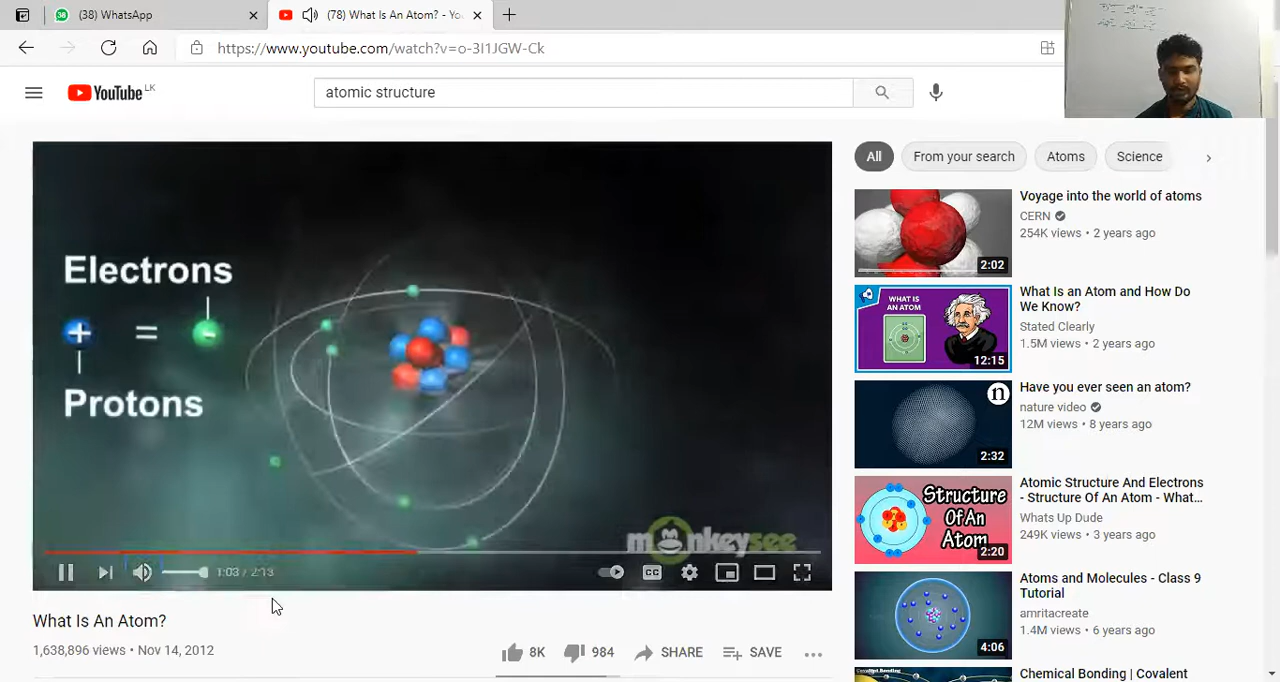 (38) WhatsApp
(78) What Is An Atom? - Yo
https://www.youtube.com/watch?v=o-3I1JGW-Ck
YouTube LK
atomic structure
Electrons
+ = -
Protons
monkeysee
1:03 / 2:13
CC
What Is An Atom?
1,638,896 views • Nov 14, 2012
8K
984
SHARE
SAVE
All
From your search
Atoms
Science
2:02
Voyage into the world of atoms
CERN
254K views • 2 years ago
WHAT IS
AN ATOM
12:15
What Is an Atom and How Do
We Know?
Stated Clearly
1.5M views • 2 years ago
n
2:32
Have you ever seen an atom?
nature video
12M views • 8 years ago
Structure
Of An
Atom
2:20
Atomic Structure And Electrons
- Structure Of An Atom - What...
Whats Up Dude
249K views • 3 years ago
4:06
Atoms and Molecules - Class 9
Tutorial
amritacreate
1.4M views • 6 years ago
Chemical Bonding | Covalent